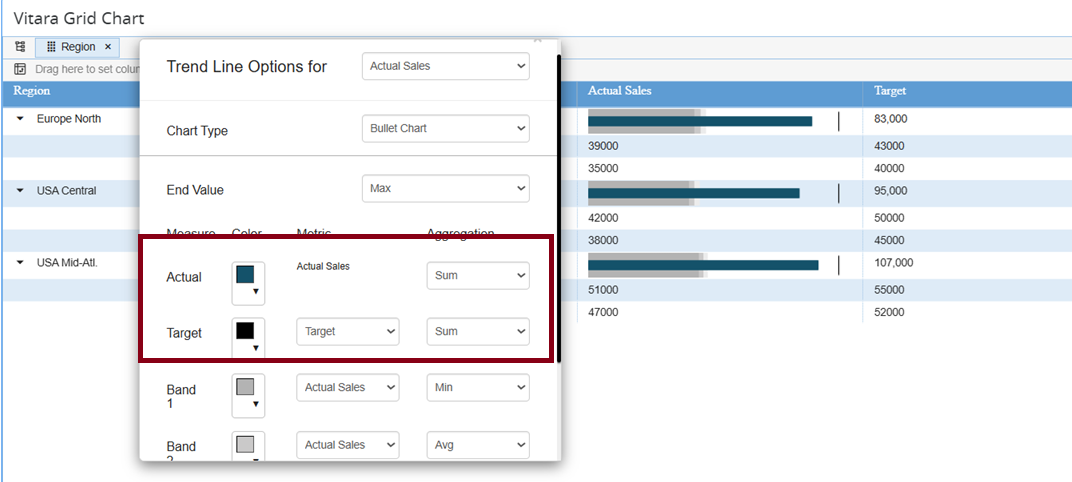 Vitara Grid Chart
Region ×
Drag here to set colu
Region
Actual Sales
Target
Trend Line Options for
Actual Sales
Chart Type
Bullet Chart
End Value
Max
Measure Color Metric Aggregation
Actual
Actual Sales
Sum
Target
Target
Sum
Band
1
Actual Sales
Min
Band
2
Actual Sales
Avg
Europe North
83,000
39000
43000
35000
40000
USA Central
95,000
42000
50000
38000
45000
USA Mid-Atl.
107,000
51000
55000
47000
52000